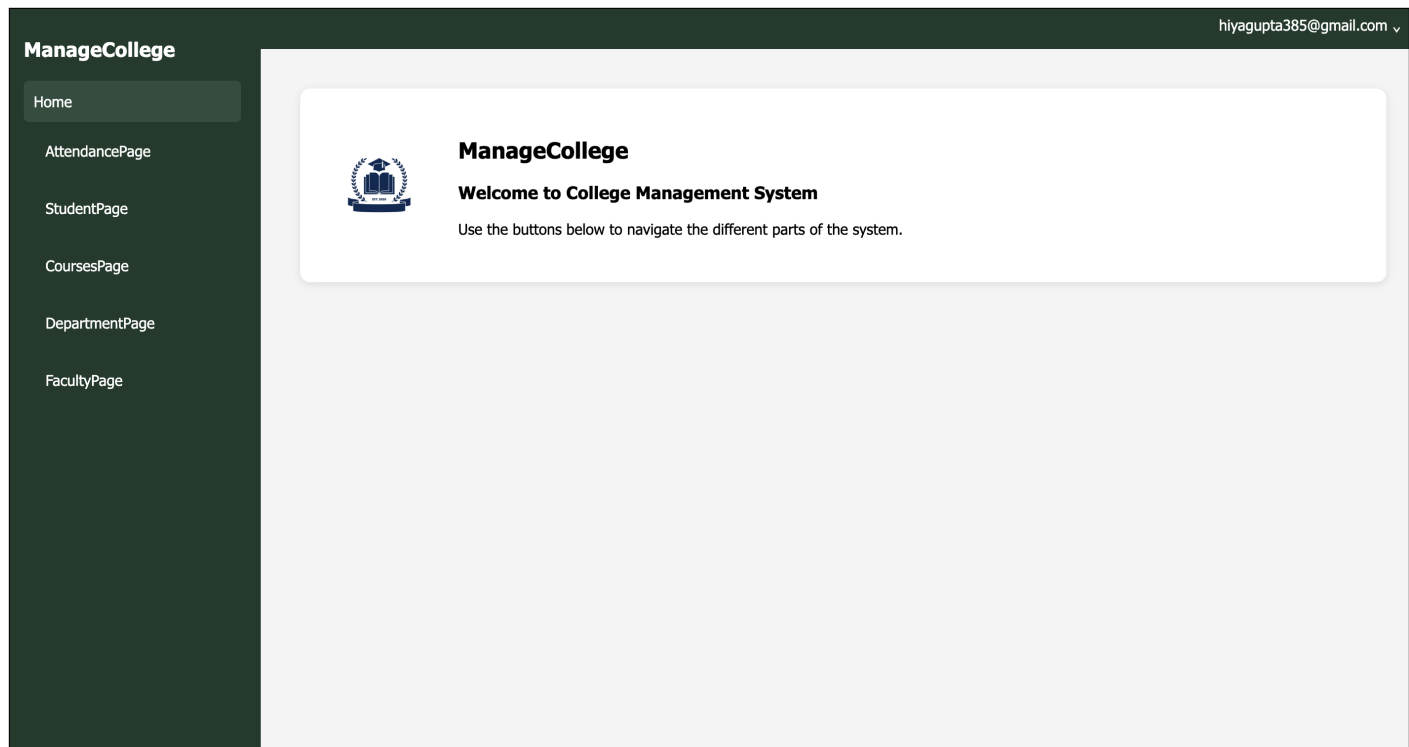 hiyagupta385@gmail.com
ManageCollege
Home
AttendancePage
StudentPage
CoursesPage
DepartmentPage
FacultyPage
ManageCollege
Welcome to College Management System
Use the buttons below to navigate the different parts of the system.